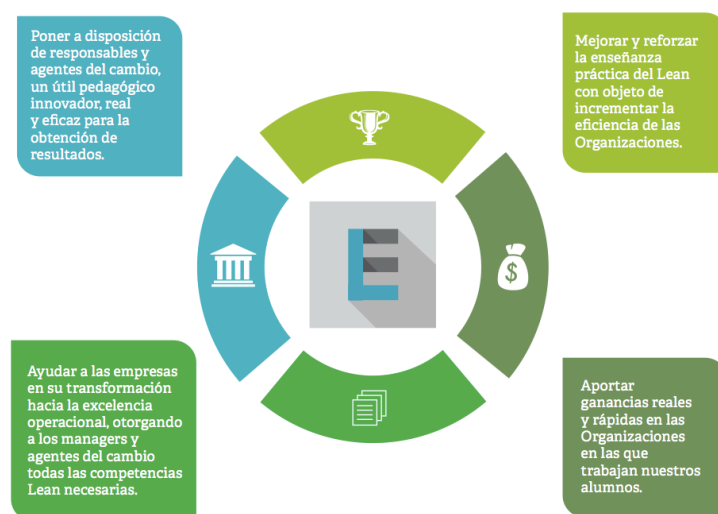 Poner a disposición
de responsables y
agentes del cambio,
un útil pedagógico
innovador, real
y eficaz para la
obtención de
resultados.
Mejorar y reforzar
la enseñanza
práctica del Lean
con objeto de
incrementar la
eficiencia de las
Organizaciones.
$
E
Ayudar a las empresas
en su transformación
hacia la excelencia
operacional, otorgando
a los managers y
agentes del cambio
todas las competencias
Lean necesarias.
Aportar
ganancias reales
y rápidas en las
Organizaciones
en las que
trabajan nuestros
alumnos.